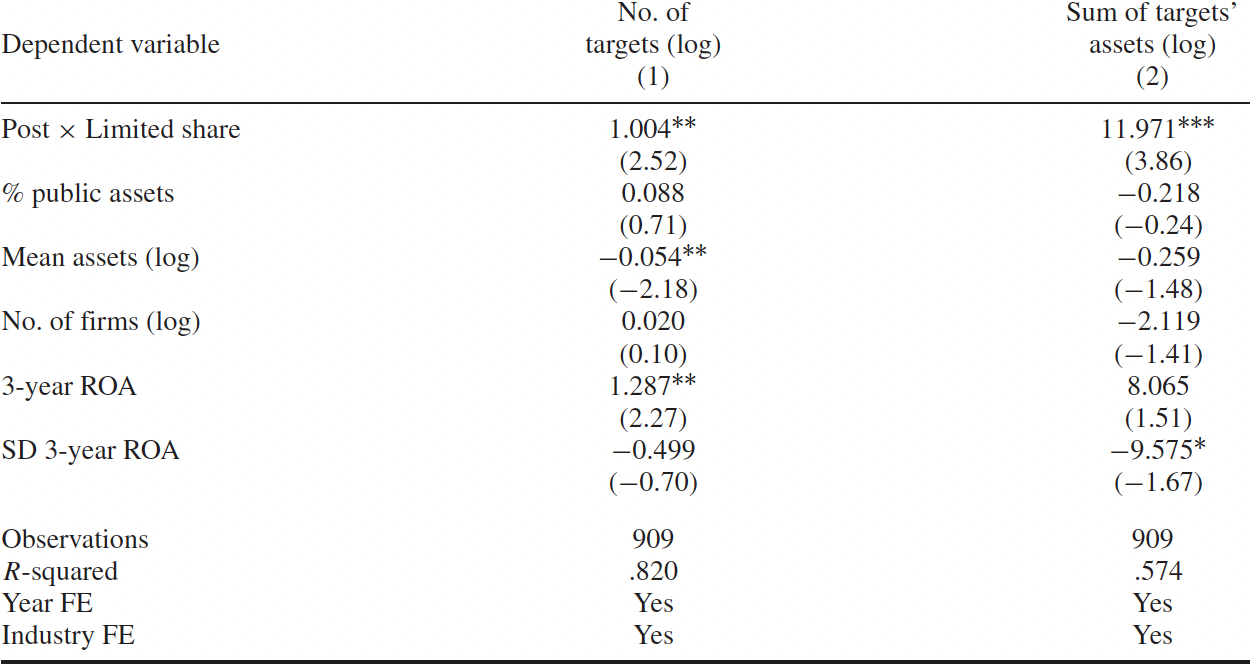 Dependent variable No. of targets (log) (1) Sum of targets’ assets (log) (2)
Post × Limited share 1.004** 11.971***
(2.52) (3.86)
% public assets 0.088 −0.218
(0.71) (−0.24)
Mean assets (log) −0.054** −0.259
(−2.18) (−1.48)
No. of firms (log) 0.020 −2.119
(0.10) (−1.41)
3-year ROA 1.287** 8.065
(2.27) (1.51)
SD 3-year ROA −0.499 −9.575*
(−0.70) (−1.67)
Observations 909 909
R-squared .820 .574
Year FE Yes Yes
Industry FE Yes Yes